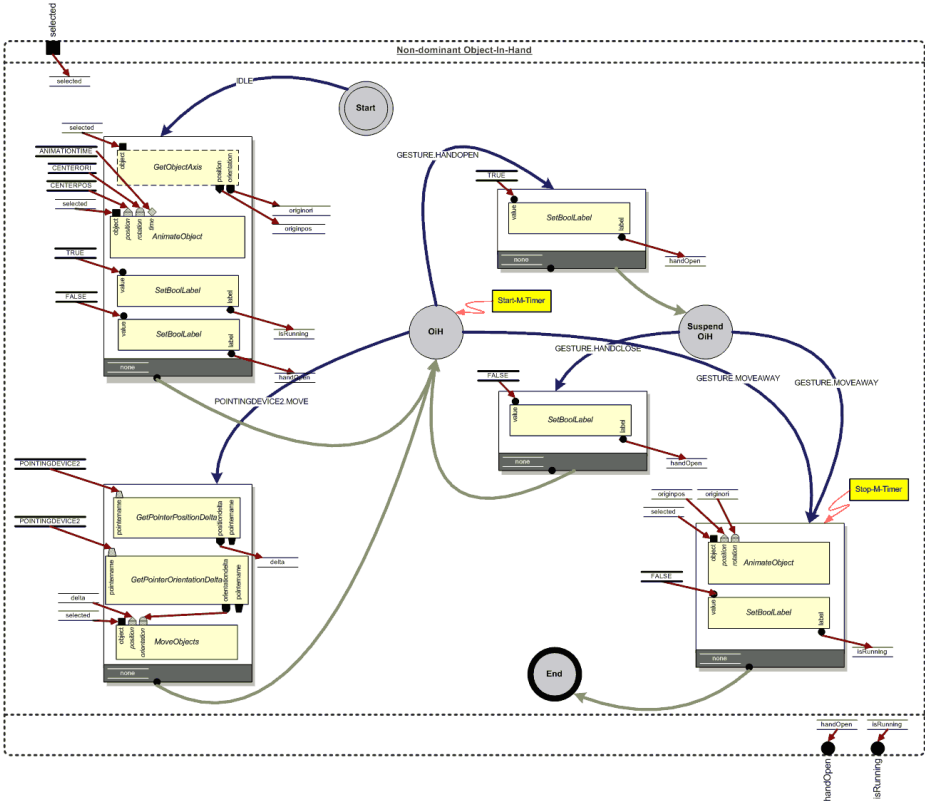 selected
Non-dominant Object-In-Hand
selected
IDLE
Start
selected
object
GetObjectAxis
position
orientation
ANIMATIONTIME
CENTERORI
CENTERPOS
selected
originori
originpos
object
position
rotation
time
AnimateObject
TRUE
value
SetBoolLabel
label
FALSE
value
SetBoolLabel
label
isRunning
none
handOpen
GESTURE.HANDOPEN
TRUE
value
SetBoolLabel
label
none
handOpen
Start-M-Timer
OiH
Suspend
OiH
GESTURE.HANDCLOSE
GESTURE.MOVEAWAY
GESTURE.MOVEAWAY
FALSE
value
SetBoolLabel
label
none
handOpen
POINTINGDEVICE2.MOVE
POINTINGDEVICE2
pointername
GetPointerPositionDelta
positiondelta
pointername
POINTINGDEVICE2
delta
pointername
GetPointerOrientationDelta
orientationdelta
pointername
delta
selected
object
position
orientation
MoveObjects
none
Stop-M-Timer
originpos
originori
selected
object
position
rotation
AnimateObject
FALSE
value
SetBoolLabel
label
isRunning
none
End
handOpen
isRunning
handOpen
isRunning